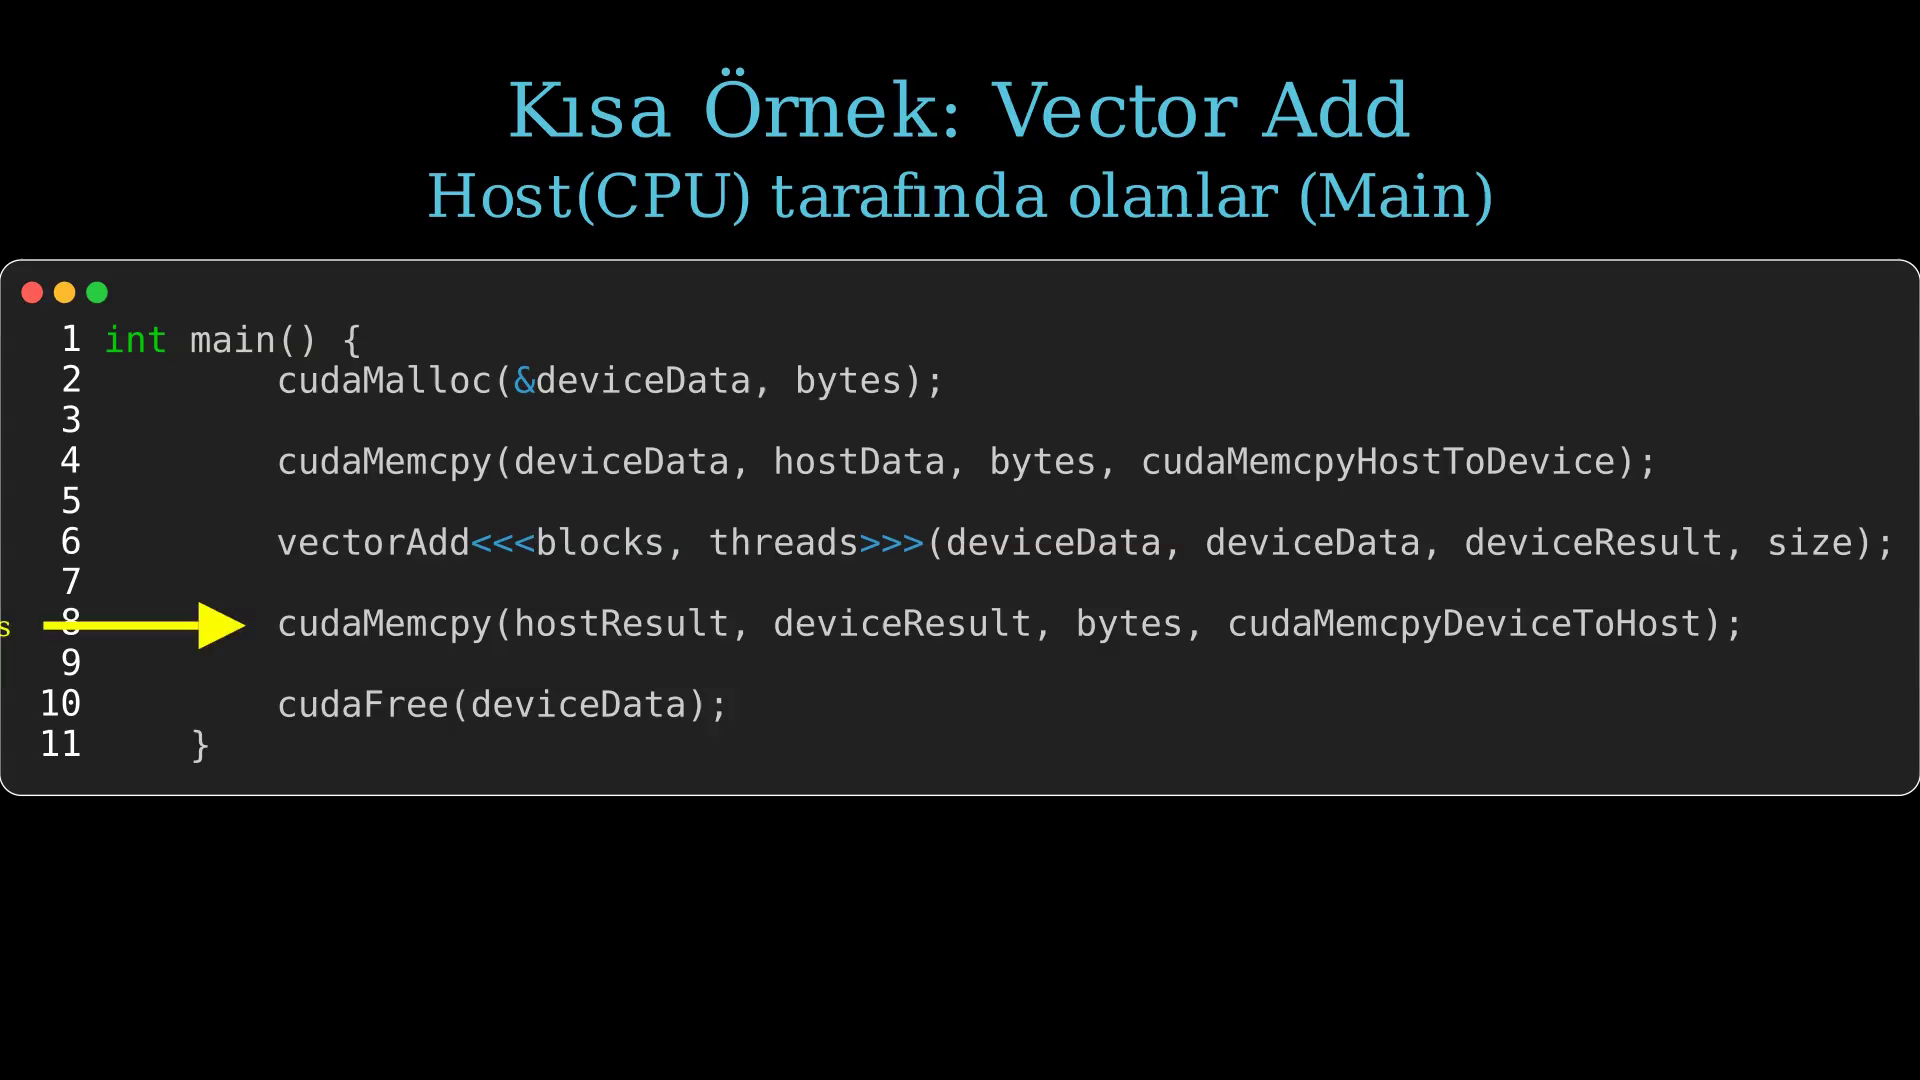 Kısa Örnek: Vector Add
Host(CPU) tarafında olanlar (Main)
1 int main() {
2 cudaMalloc(&deviceData, bytes);
3
4 cudaMemcpy(deviceData, hostData, bytes, cudaMemcpyHostToDevice);
5
6 vectorAdd<<<blocks, threads>>>(deviceData, deviceData, deviceResult, size);
7
s 8 cudaMemcpy(hostResult, deviceResult, bytes, cudaMemcpyDeviceToHost);
9
10 cudaFree(deviceData);
11 }